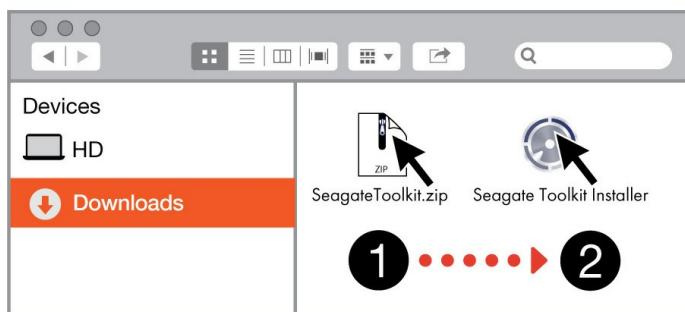 Devices
HD
Downloads
ZIP
SeagateToolkit.zip
Seagate Toolkit Installer
1
2